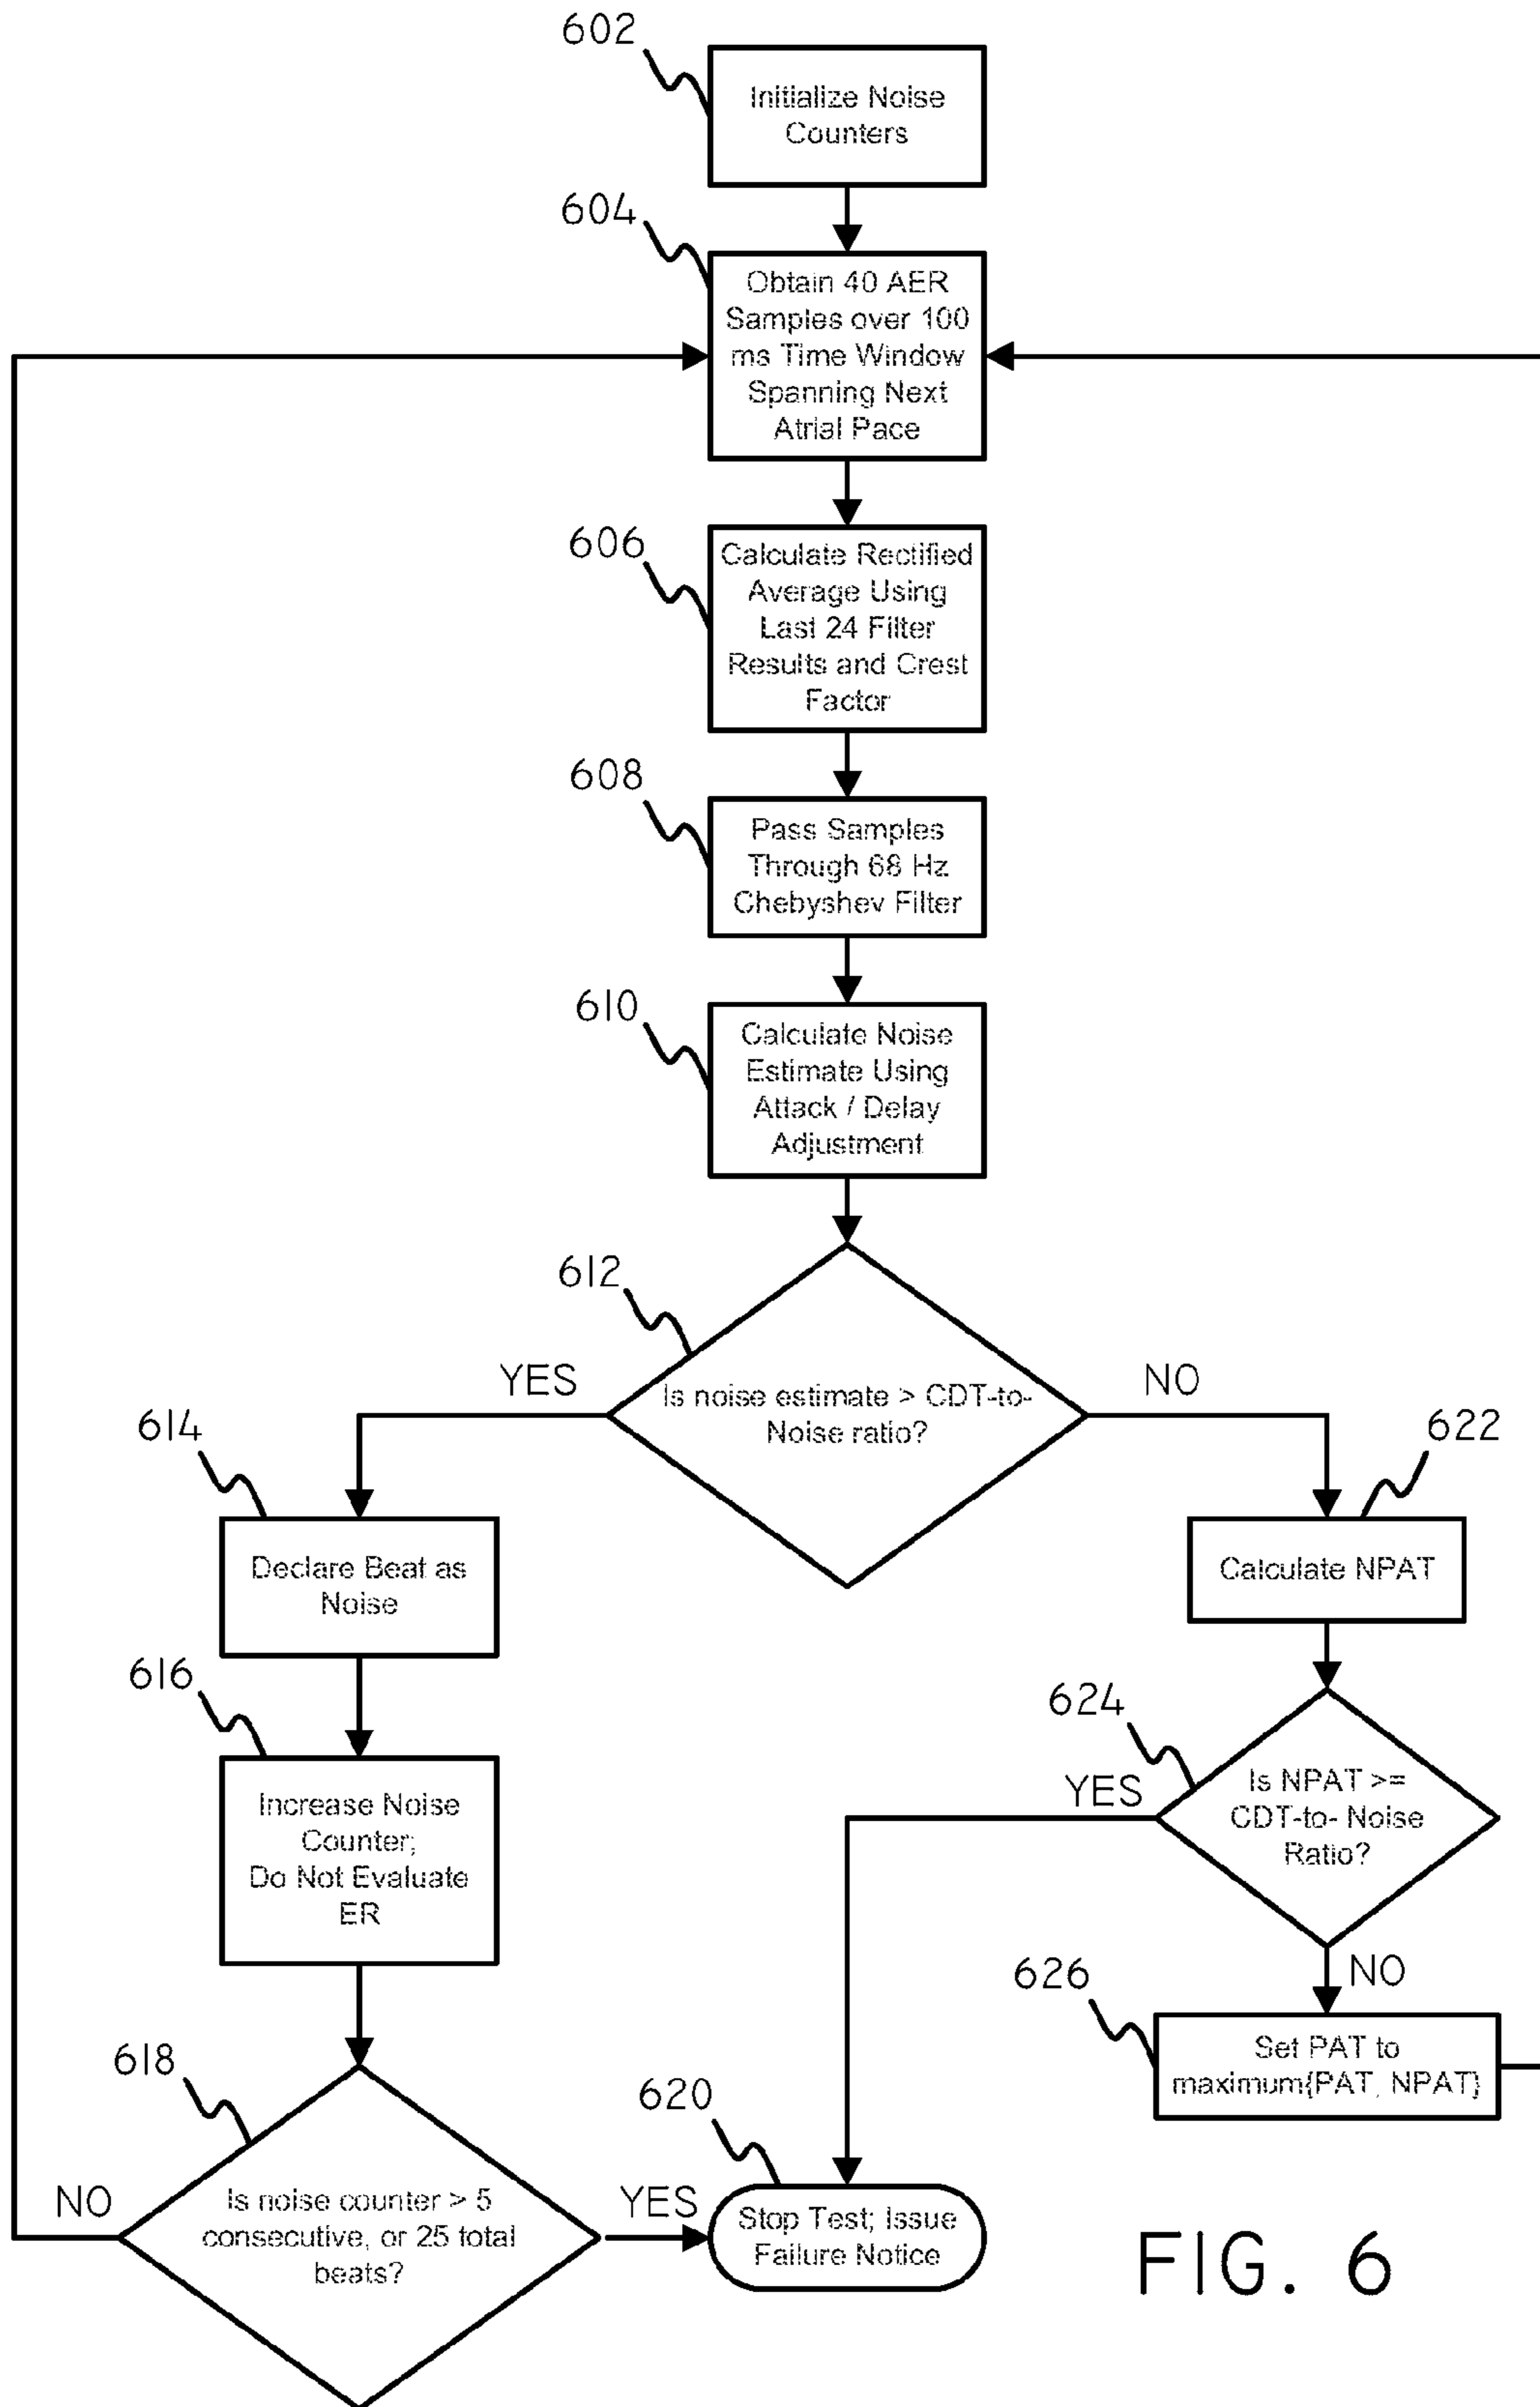 602
Initialize Noise
Counters
604
Obtain 40 AER
Samples over 100
ms Time Window
Spanning Next
Atrial Pace
606
Calculate Rectified
Average Using
Last 24 Filter
Results and Crest
Factor
608
Pass Samples
Through 68 Hz
Chebyshev Filter
610
Calculate Noise
Estimate Using
Attack / Delay
Adjustment
612
Is noise estimate > CDT-to-
Noise ratio?
YES
NO
614
Declare Beat as
Noise
616
Increase Noise
Counter;
Do Not Evaluate
ER
618
Is noise counter > 5
consecutive, or 25 total
beats?
NO
YES
620
Stop Test; Issue
Failure Notice
622
Calculate NPAT
624
Is NPAT >=
CDT-to- Noise
Ratio?
YES
NO
626
Set PAT to
maximum{PAT, NPAT}
FIG. 6